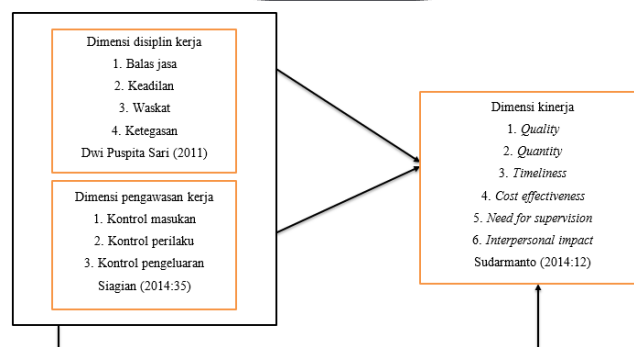 Dimensi disiplin kerja
1. Balas jasa
2. Keadilan
3. Waskat
4. Ketegasan
Dwi Puspita Sari (2011)
Dimensi pengawasan kerja
1. Kontrol masukan
2. Kontrol perilaku
3. Kontrol pengeluaran
Siagian (2014:35)
Dimensi kinerja
1. Quality
2. Quantity
3. Timeliness
4. Cost effectiveness
5. Need for supervision
6. Interpersonal impact
Sudarmanto (2014:12)